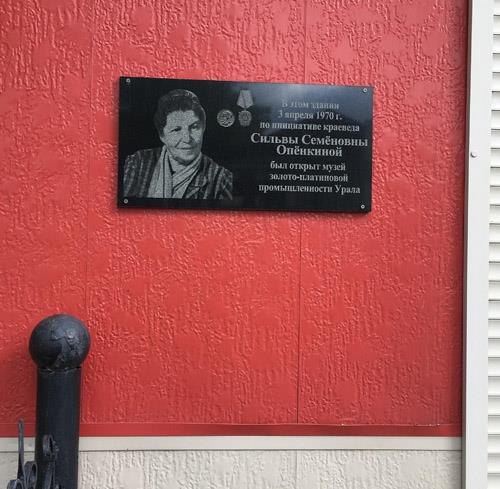 В этом здании
3 апреля 1970 г.
по инициативе краеведа
Сильвы Семёновны
Опёнкиной
был открыт музей
золото-платиновой
промышленности Урала